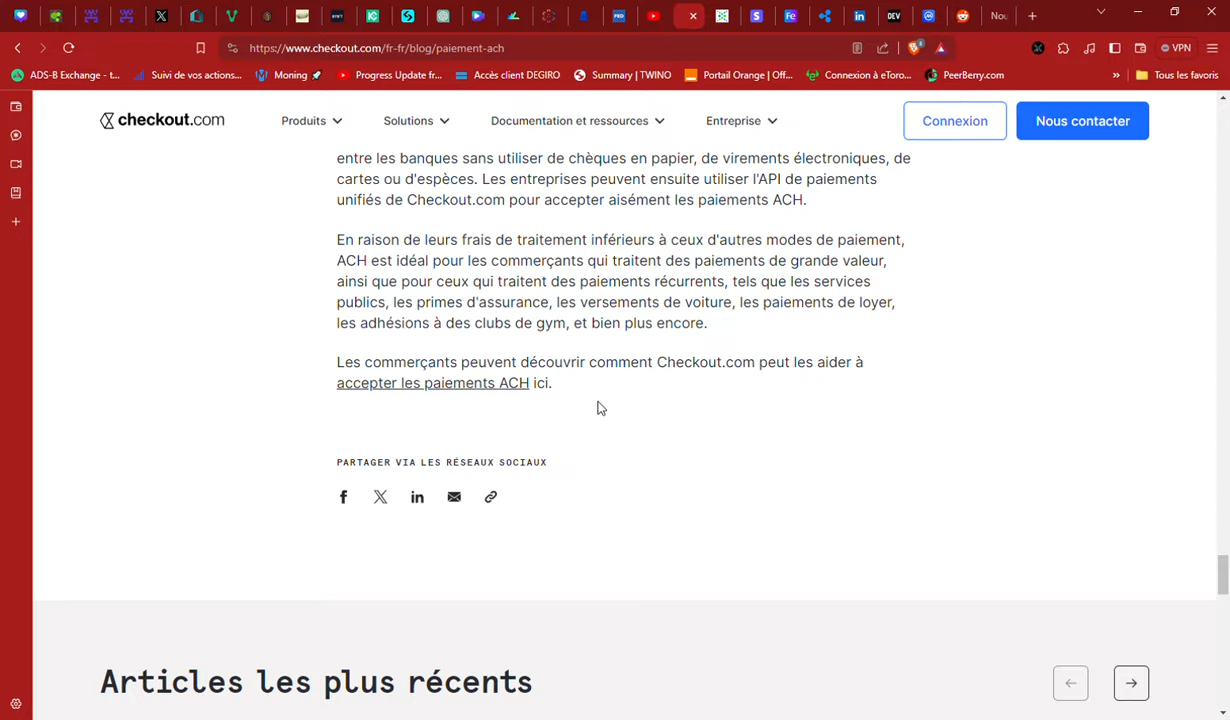 https://www.checkout.com/fr-fr/blog/paiement-ach
VPN
ADS-B Exchange - t...
Suivi de vos actions...
Moning
Progress Update fr...
Accès client DEGIRO
Summary | TWINO
Portail Orange | Off...
Connexion à eToro...
PeerBerry.com
»
Tous les favoris
checkout.com
Produits
Solutions
Documentation et ressources
Entreprise
Connexion
Nous contacter
entre les banques sans utiliser de chèques en papier, de virements électroniques, de
cartes ou d'espèces. Les entreprises peuvent ensuite utiliser l'API de paiements
unifiés de Checkout.com pour accepter aisément les paiements ACH.
En raison de leurs frais de traitement inférieurs à ceux d'autres modes de paiement,
ACH est idéal pour les commerçants qui traitent des paiements de grande valeur,
ainsi que pour ceux qui traitent des paiements récurrents, tels que les services
publics, les primes d'assurance, les versements de voiture, les paiements de loyer,
les adhésions à des clubs de gym, et bien plus encore.
Les commerçants peuvent découvrir comment Checkout.com peut les aider à
accepter les paiements ACH ici.
PARTAGER VIA LES RÉSEAUX SOCIAUX
Articles les plus récents